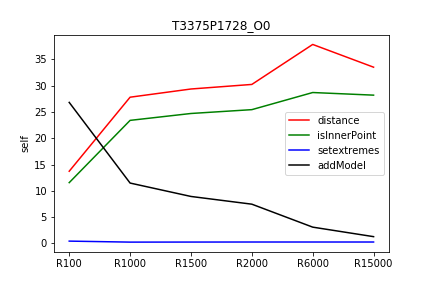 T3375P1728_O0
35
30
25
20
15
10
5
0
self
distance
isInnerPoint
setextremes
addModel
R100 R1000 R1500 R2000 R6000 R15000